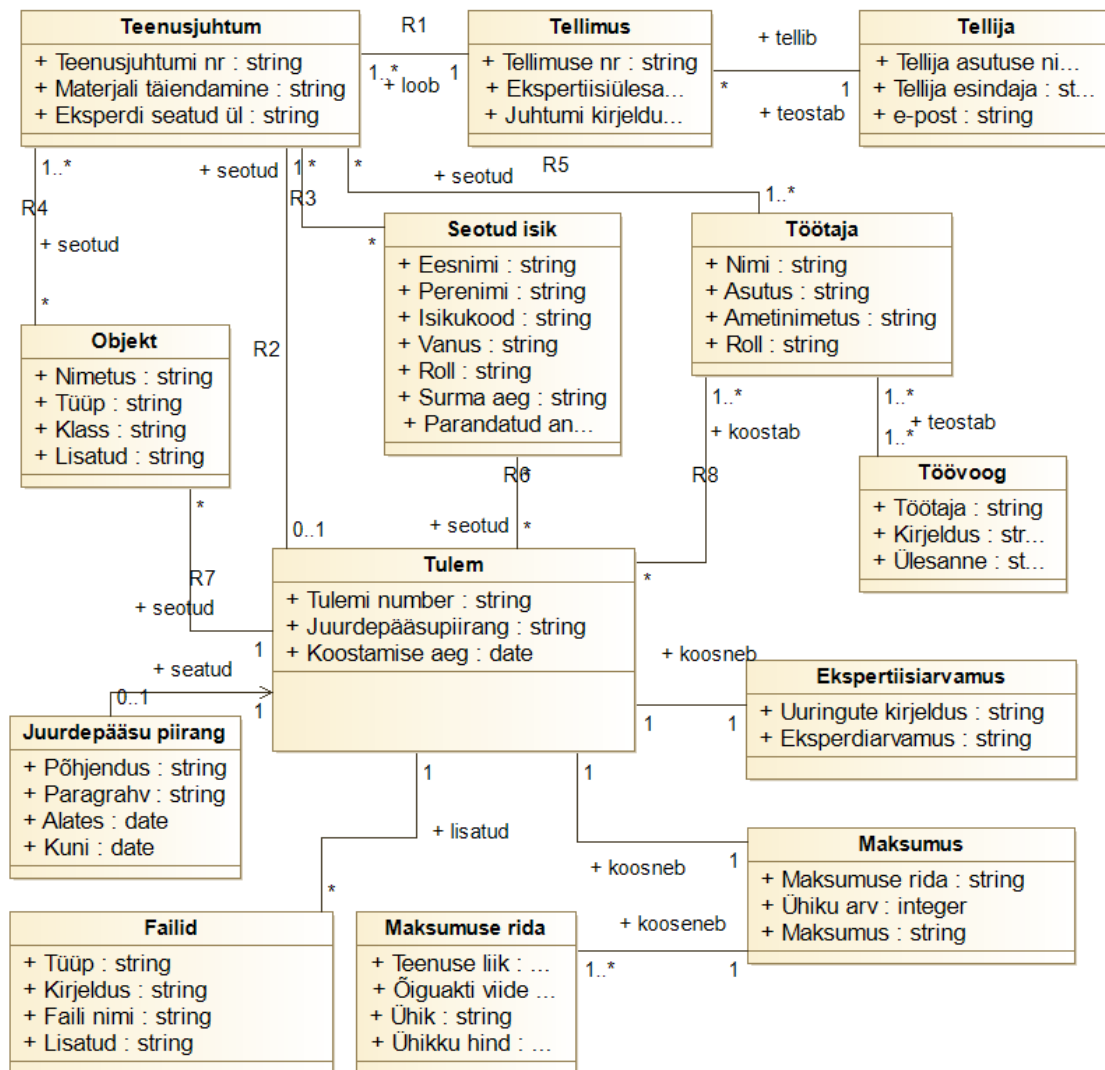 Teenusjuhtum
+ Teenusjuhtumi nr : string
+ Materjali täiendamine : string
+ Eksperdi seatud ül : string
R1
1..*
1
+ loob
Tellimus
+ Tellimuse nr : string
+ Ekspertiisiülesa...
+ Juhtumi kirjeldu...
+ tellib
*
1
+ teostab
Tellija
+ Tellija asutuse ni...
+ Tellija esindaja : st...
+ e-post : string
1..*
R4
+ seotud
*
+ seotud
1
R2
0..1
*
R3
*
*
+ seotud
R5
1..*
Seotud isik
+ Eesnimi : string
+ Perenimi : string
+ Isikukood : string
+ Vanus : string
+ Roll : string
+ Surma aeg : string
+ Parandatud an...
Töötaja
+ Nimi : string
+ Asutus : string
+ Ametinimetus : string
+ Roll : string
Objekt
+ Nimetus : string
+ Tüüp : string
+ Klass : string
+ Lisatud : string
1..*
+ koostab
R8
*
1..*
+ teostab
1..*
Töövoog
+ Töötaja : string
+ Kirjeldus : str...
+ Ülesanne : st...
R6
*
+ seotud
*
*
R7
+ seotud
1
Tulem
+ Tulemi number : string
+ Juurdepääsupiirang : string
+ Koostamise aeg : date
+ seatud
0..1
1
+ koosneb
1
1
Ekspertiisiarvamus
+ Uuringute kirjeldus : string
+ Eksperdiarvamus : string
Juurdepääsu piirang
+ Põhjendus : string
+ Paragrahv : string
+ Alates : date
+ Kuni : date
1
+ lisatud
*
1
+ koosneb
1
Maksumus
+ Maksumuse rida : string
+ Ühiku arv : integer
+ Maksumus : string
Failid
+ Tüüp : string
+ Kirjeldus : string
+ Faili nimi : string
+ Lisatud : string
Maksumuse rida
+ Teenuse liik : ...
+ Õiguakti viide ...
+ Ühik : string
+ Ühikku hind : ...
+ kooseneb
1..*
1